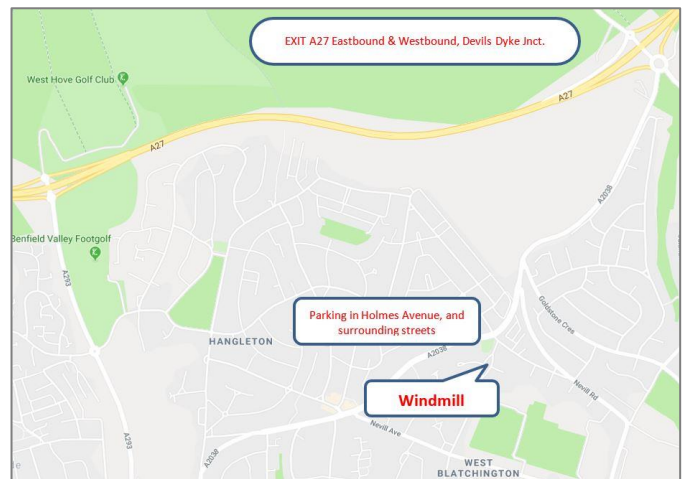 EXIT A27 Eastbound & Westbound, Devils Dyke Jnct.
West Hove Golf Club
A27
A27
A2038
Benfield Valley Footgolf
A293
Goldstone Cres
Parking in Holmes Avenue, and
surrounding streets
HANGLETON
A2038
Nevill Rd
Windmill
Nevill Ave
A293
A2038
WEST
BLATCHINGTON